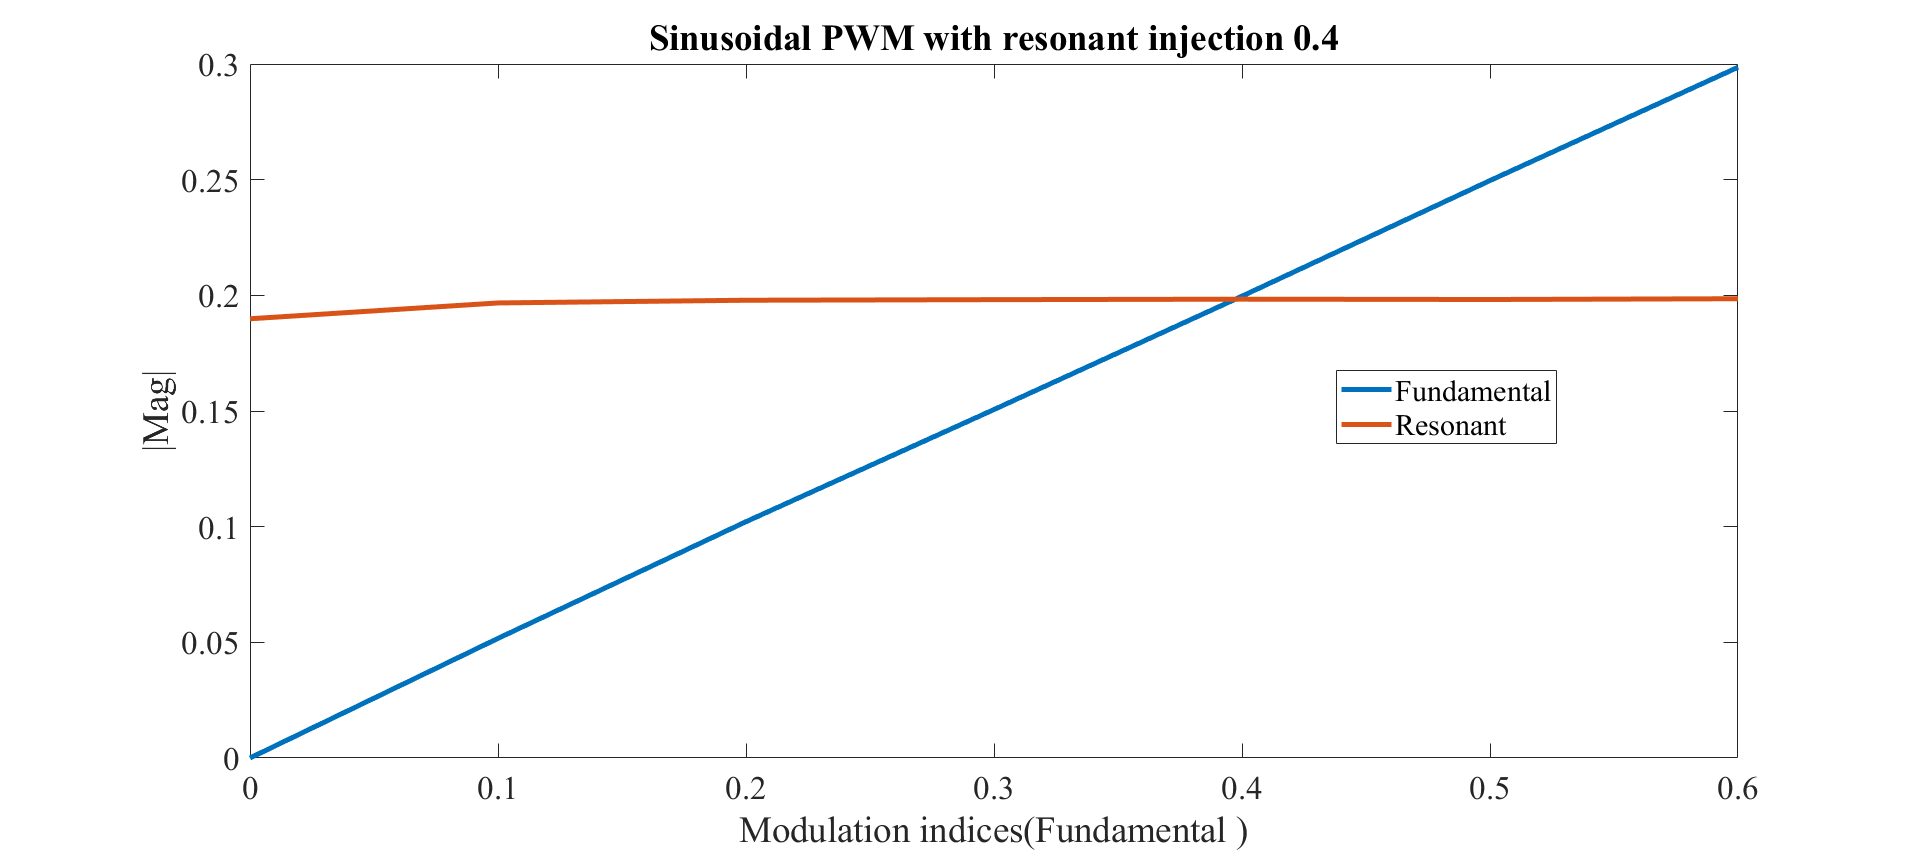 Sinusoidal PWM with resonant injection 0.4
0.3
0.25
0.2
0.15
0.1
0.05
0
|Mag|
Fundamental
Resonant
0 0.1 0.2 0.3 0.4 0.5 0.6
Modulation indices(Fundamental )